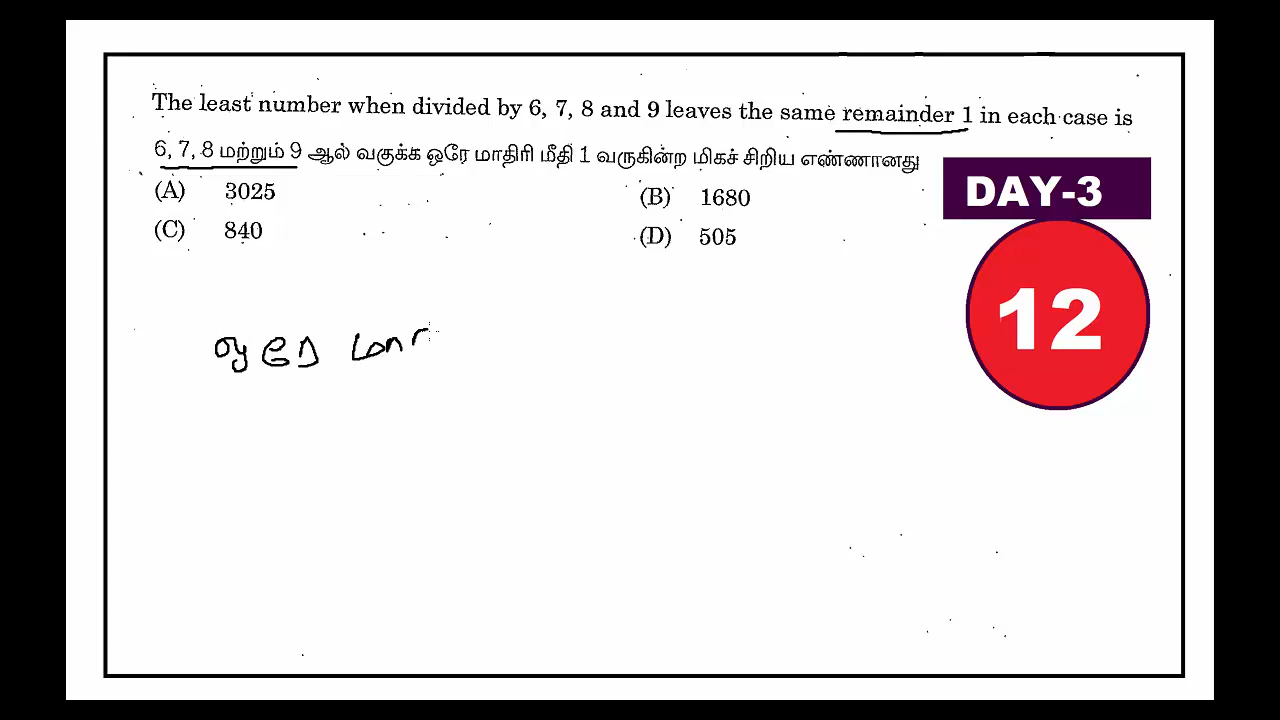 The least number when divided by 6, 7, 8 and 9 leaves the same remainder 1 in each case is
6, 7, 8 மற்றும் 9 ஆல் வகுக்க ஒரே மாதிரி மீதி 1 வருகின்ற மிகச் சிறிய எண்ணானது
DAY-3
(A) 3025 (B) 1680
(C) 840 (D) 505
12
ஒரே மா